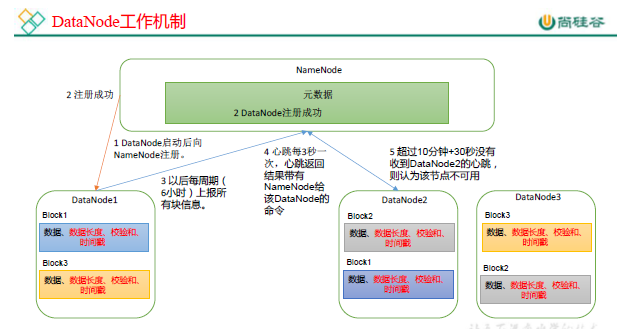 DataNode工作机制
尚硅谷
NameNode
元数据
2 DataNode注册成功
2 注册成功
1 DataNode启动后向
NameNode注册。
3 以后每周期（
6小时）上报所
有块信息。
4 心跳每3秒一
次，心跳返回
结果带有
NameNode给
该DataNode的
命令
5 超过10分钟+30秒没有
收到DataNode2的心跳，
则认为该节点不可用
DataNode1
Block1
数据、数据长度、校验和、
时间戳
Block3
数据、数据长度、校验和、
时间戳
DataNode2
Block2
数据、数据长度、校验和、
时间戳
Block1
数据、数据长度、校验和、
时间戳
DataNode3
Block3
数据、数据长度、校验和、
时间戳
Block2
数据、数据长度、校验和、
时间戳